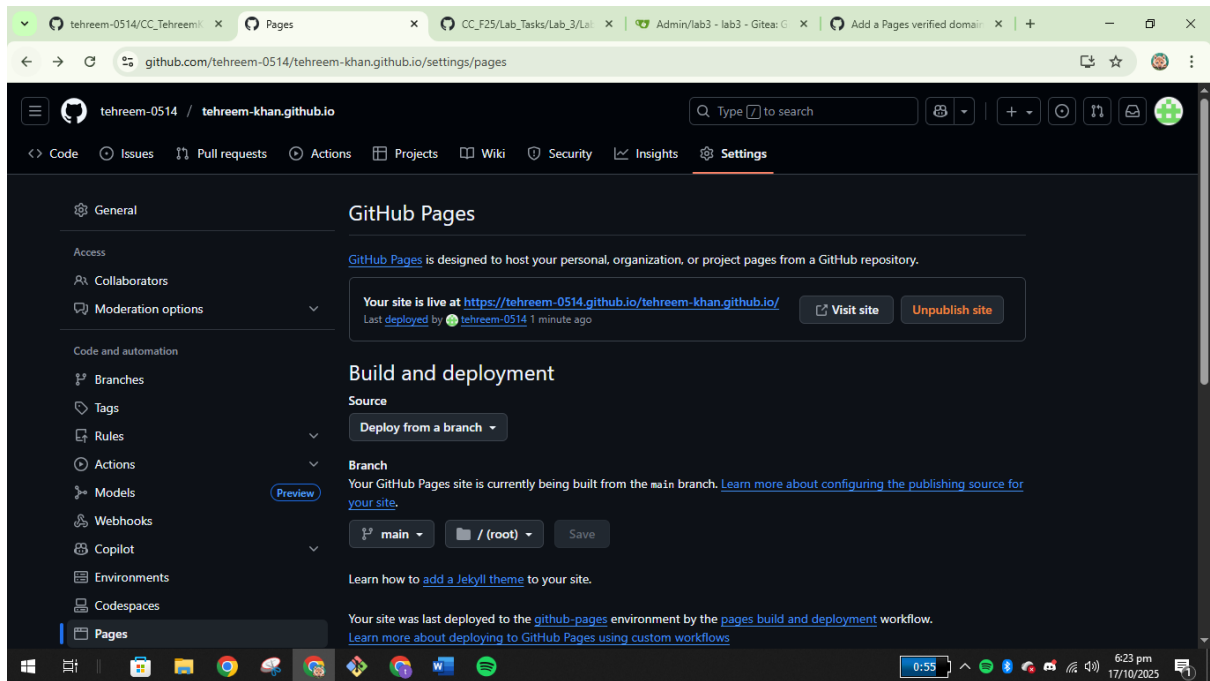 tehreem-0514/CC_TehreemK
Pages
CC_F25/Lab_Tasks/Lab_3/Lab
Admin/lab3 - lab3 - Gitea: G
Add a Pages verified domain
github.com/tehreem-0514/tehreem-khan.github.io/settings/pages
tehreem-0514 / tehreem-khan.github.io
Type / to search
Code Issues Pull requests Actions Projects Wiki Security Insights Settings
General
Access
Collaborators
Moderation options
Code and automation
Branches
Tags
Rules
Actions
Models Preview
Webhooks
Copilot
Environments
Codespaces
Pages
GitHub Pages
GitHub Pages is designed to host your personal, organization, or project pages from a GitHub repository.
Your site is live at https://tehreem-0514.github.io/tehreem-khan.github.io/
Last deployed by tehreem-0514 1 minute ago
Visit site
Unpublish site
Build and deployment
Source
Deploy from a branch
Branch
Your GitHub Pages site is currently being built from the main branch. Learn more about configuring the publishing source for
your site.
main / (root) Save
Learn how to add a Jekyll theme to your site.
Your site was last deployed to the github-pages environment by the pages build and deployment workflow.
Learn more about deploying to GitHub Pages using custom workflows
0:55
6:23 pm
17/10/2025
1